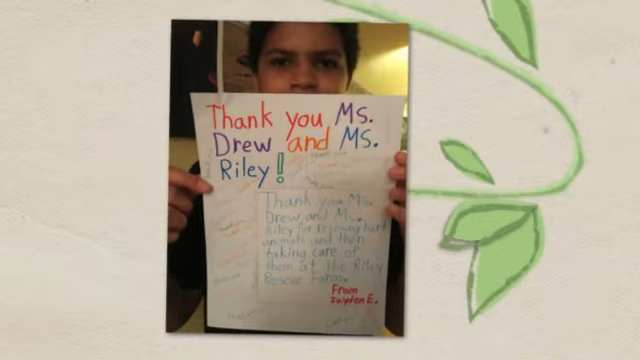 Thank you Ms.
Drew and Ms.
Riley!
Thank you Ms.
Drew and Ms.
Riley for rescuing hurt
animals and then
taking care of
them at the Riley
Rescue Farm.
From
Jayden E.